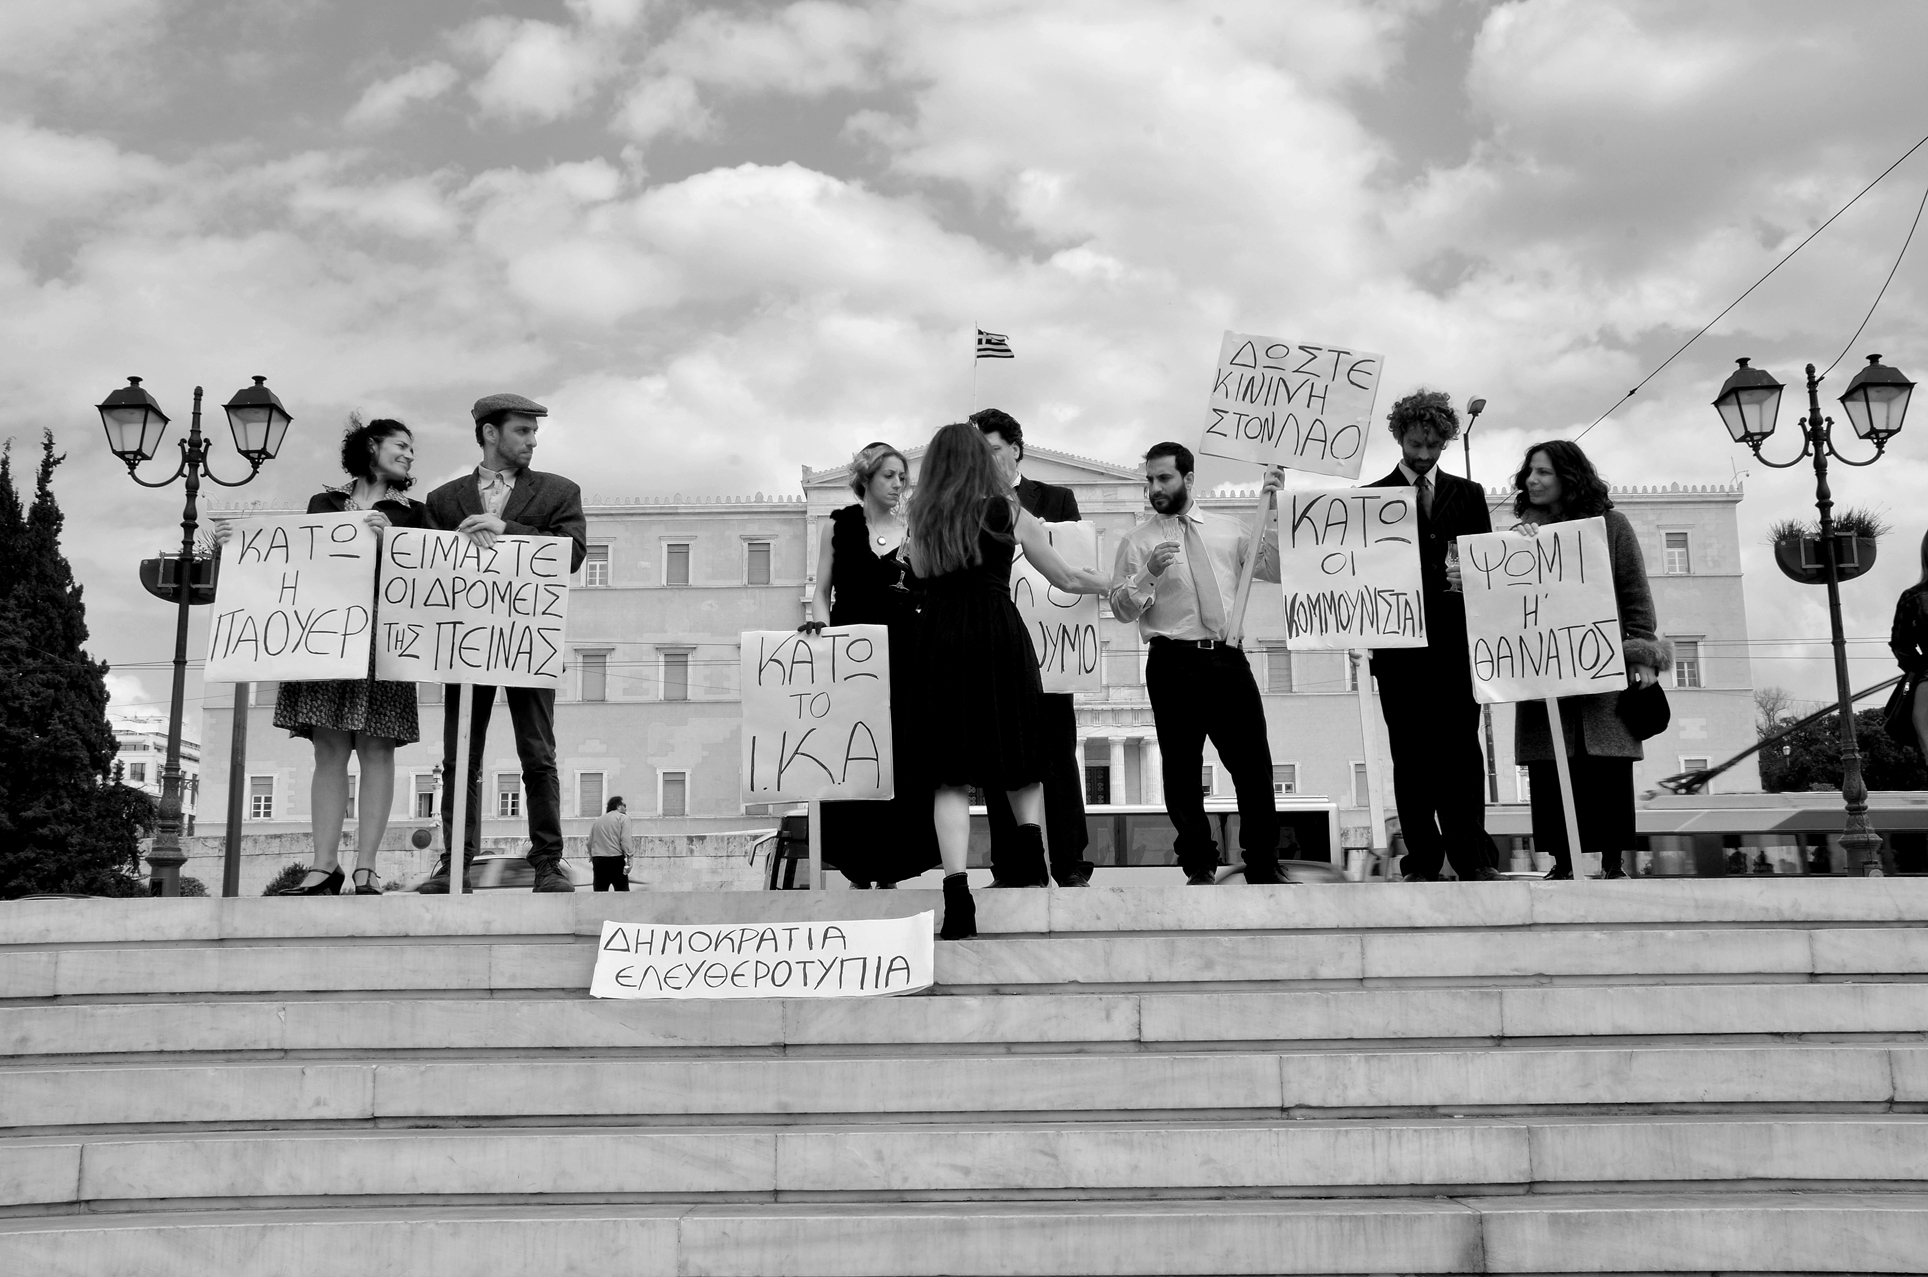 ΚΑΤΩ
Η
ΠΑΟΥΕΡ
ΕΙΜΑΣΤΕ
ΟΙ ΔΡΟΜΕΙΣ
ΤΗΣ ΠΕΙΝΑΣ
ΚΑΤΩ
ΤΟ
Ι.Κ.Α
ΔΩΣΤΕ
ΚΙΝΙΝΗ
ΣΤΟΝ ΛΑΟ
ΚΑΤΩ
ΟΙ
ΚΟΜΜΟΥΝΙΣΤΑΙ
ΨΩΜΙ
Η΄
ΘΑΝΑΤΟΣ
ΔΗΜΟΚΡΑΤΙΑ
ΕΛΕΥΘΕΡΟΤΥΠΙΑ